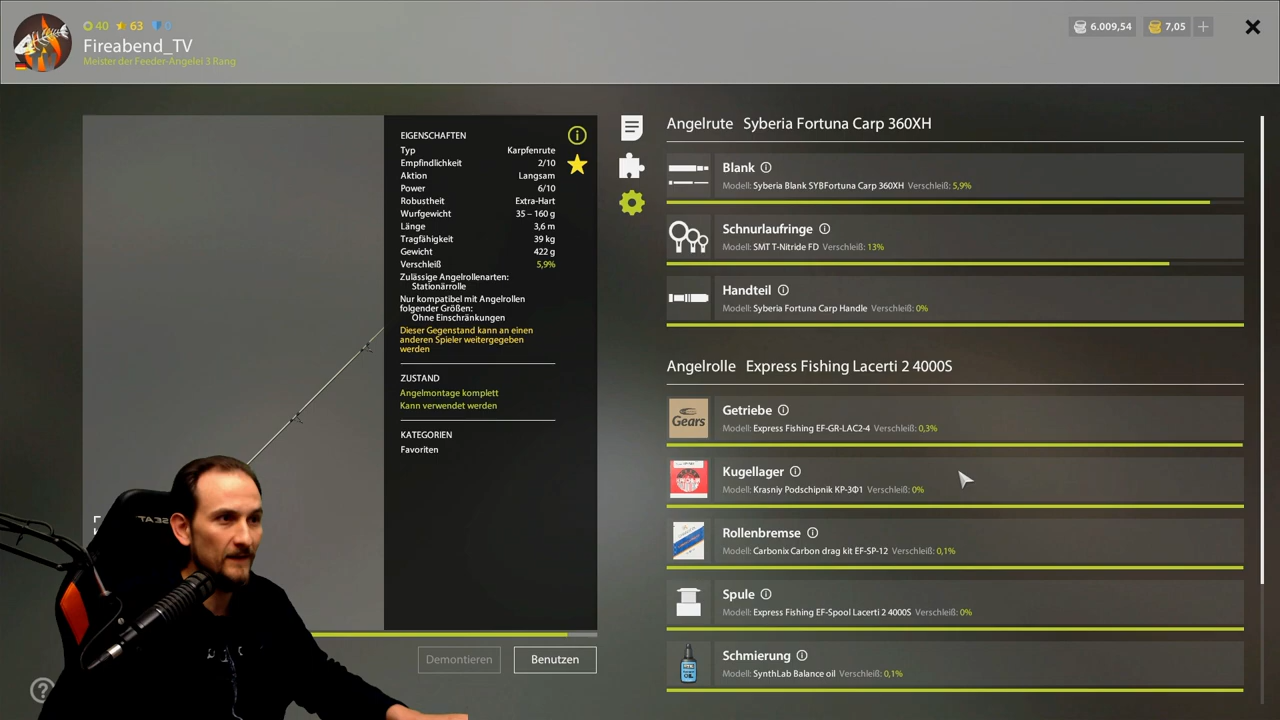 40 63 0
Fireabend_TV
Meister der Feeder-Angelei 3 Rang
6.009,54 7,05 +
EIGENSCHAFTEN
Typ Karpfenrute
Empfindlichkeit 2/10
Aktion Langsam
Power 6/10
Robustheit Extra-Hart
Wurfgewicht 35 – 160 g
Länge 3,6 m
Tragfähigkeit 39 kg
Gewicht 422 g
Verschleiß 5,9%
Zulässige Angelrollenarten:
Stationärrolle
Nur kompatibel mit Angelrollen
folgender Größen:
Ohne Einschränkungen
Dieser Gegenstand kann an einen
anderen Spieler weitergegeben
werden
ZUSTAND
Angelmontage komplett
Kann verwendet werden
KATEGORIEN
Favoriten
Demontieren
Benutzen
Angelrute Syberia Fortuna Carp 360XH
Blank
Modell: Syberia Blank SYBFortuna Carp 360XH Verschleiß: 5,9%
Schnurlaufringe
Modell: SMT T-Nitride FD Verschleiß: 13%
Handteil
Modell: Syberia Fortuna Carp Handle Verschleiß: 0%
Angelrolle Express Fishing Lacerti 2 4000S
Gears
Getriebe
Modell: Express Fishing EF-GR-LAC2-4 Verschleiß: 0,3%
Kugellager
Modell: Krasniy Podschipnik КР-3Ф1 Verschleiß: 0%
Rollenbremse
Modell: Carbonix Carbon drag kit EF-SP-12 Verschleiß: 0,1%
Spule
Modell: Express Fishing EF-Spool Lacerti 2 4000S Verschleiß: 0%
Schmierung
Modell: SynthLab Balance oil Verschleiß: 0,1%
SEAT
?